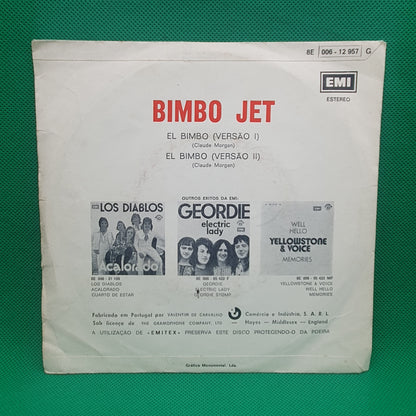 8E 006 - 12 957 G
EMI
ESTEREO
BIMBO JET
EL BIMBO (VERSÃO I)
(Claude Morgan)
EL BIMBO (VERSÃO II)
(Claude Morgan)
OUTROS EXITOS DA EMI:
LOS DIABLOS
Acalorado
GEORDIE
electric
lady
WELL
HELLO
YELLOWSTONE
& VOICE
MEMORIES
LOS DIABLOS
ACALORADO
CUARTO DE ESTAR
GEORDIE
ELECTRIC LADY
GEORDIE STOMP
YELLOWSTONE & VOICE
WELL HELLO
MEMORIES
Fabricado em Portugal por VALENTIM DE CARVALHO Comércio e Indústria, S. A. R. L.
Sob licença de THE GRAMOPHONE COMPANY, LTD — Hayes - Middlesex - England
A UTILIZAÇÃO DE «EMITEX» PRESERVA ESTE DISCO PROTEGENDO-O DA POEIRA
Gráfica Monumental, Lda.